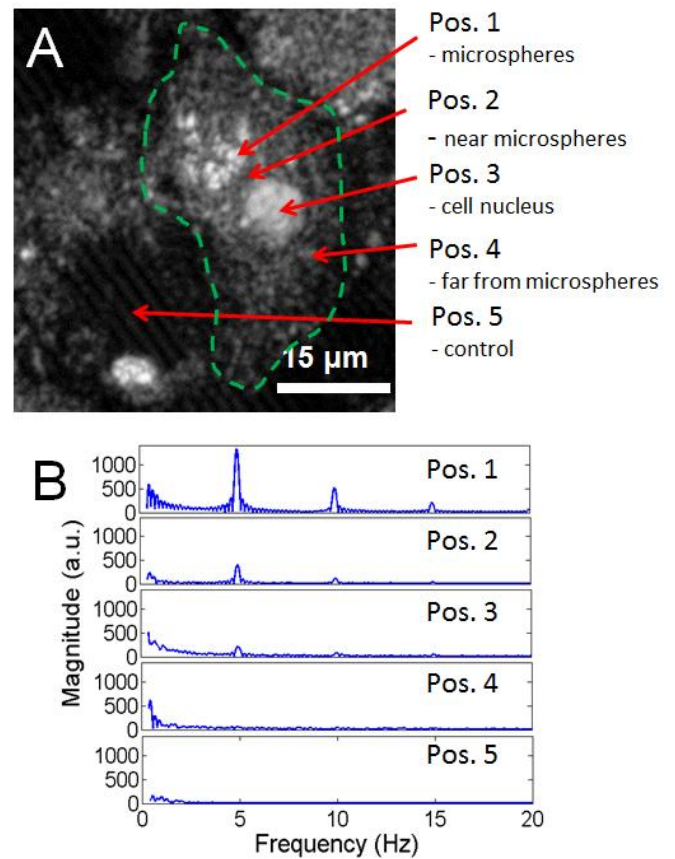 A
Pos. 1
- microspheres
Pos. 2
- near microspheres
Pos. 3
- cell nucleus
Pos. 4
- far from microspheres
Pos. 5
- control
15 µm
B
Magnitude (a.u.)
1000
500
0
Pos. 1
1000
500
0
Pos. 2
1000
500
0
Pos. 3
1000
500
0
Pos. 4
1000
500
0
Pos. 5
0 5 10 15 20
Frequency (Hz)